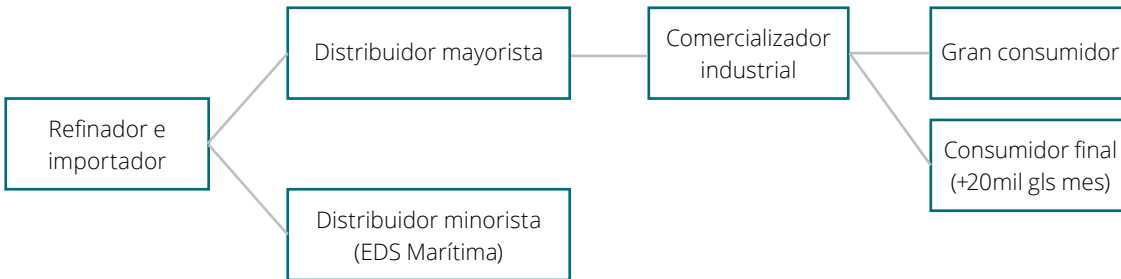 Distribuidor mayorista
Comercializador
industrial
Gran consumidor
Refinador e
importador
Consumidor final
(+20mil gls mes)
Distribuidor minorista
(EDS Marítima)